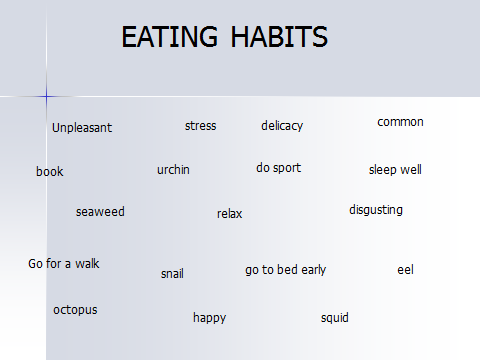 EATING HABITS
Unpleasant stress delicacy common
book urchin do sport sleep well
seaweed relax disgusting
Go for a walk snail go to bed early eel
octopus happy squid